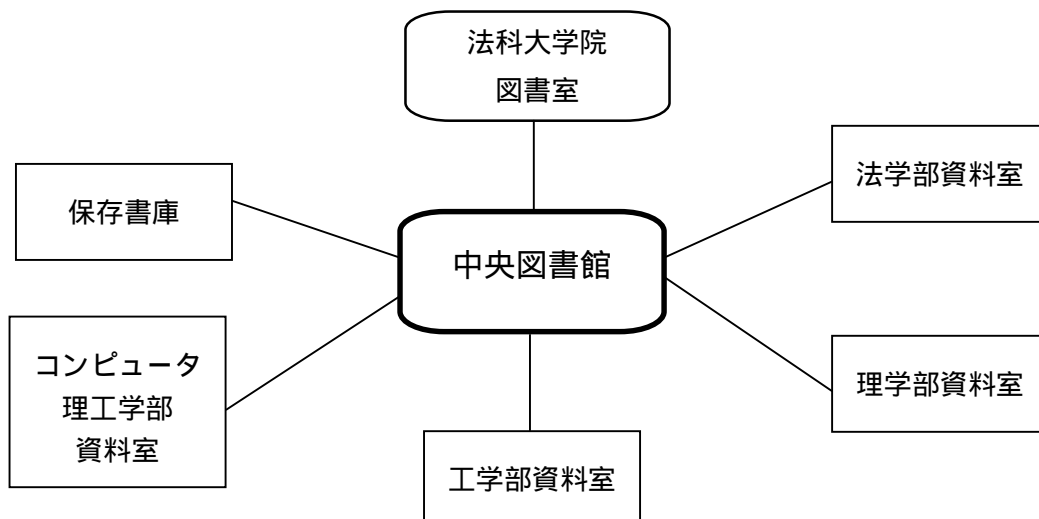 法科大学院
図書室
法学部資料室
保存書庫
中央図書館
コンピュータ
理工学部
資料室
理学部資料室
工学部資料室